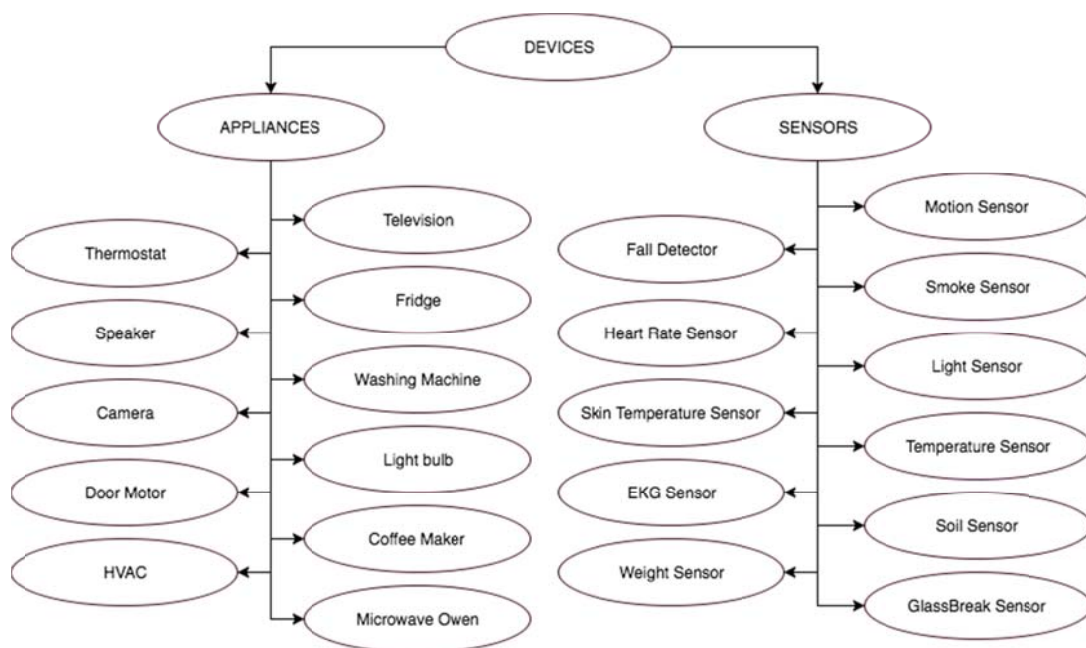 DEVICES
APPLIANCES
SENSORS
Television
Thermostat
Fridge
Speaker
Washing Machine
Camera
Light bulb
Door Motor
Coffee Maker
HVAC
Microwave Owen
Motion Sensor
Fall Detector
Smoke Sensor
Heart Rate Sensor
Light Sensor
Skin Temperature Sensor
Temperature Sensor
EKG Sensor
Soil Sensor
Weight Sensor
GlassBreak Sensor